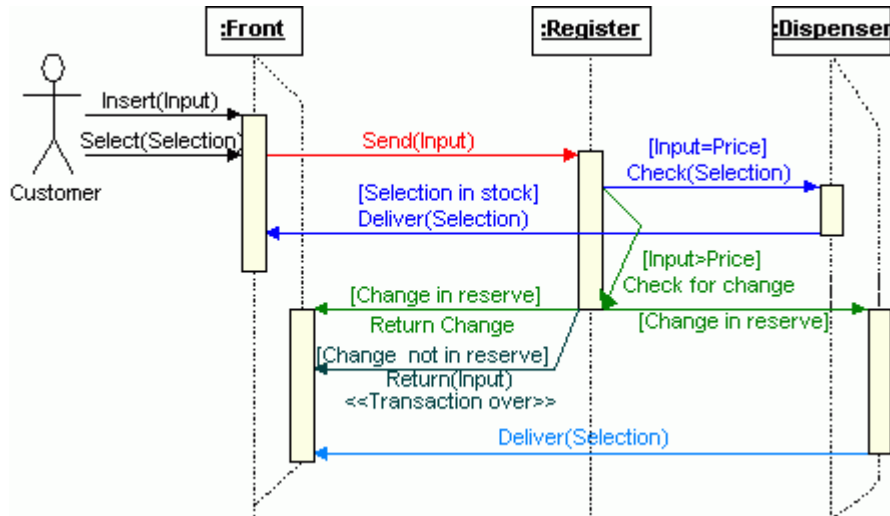 :Front
:Register
:Dispenser
Insert(Input)
Select(Selection)
Customer
Send(Input)
[Input=Price]
Check(Selection)
[Selection in stock]
Deliver(Selection)
[Input>Price]
Check for change
[Change in reserve]
Return Change
[Change in reserve]
[Change not in reserve]
Return(Input)
<<Transaction over>>
Deliver(Selection)